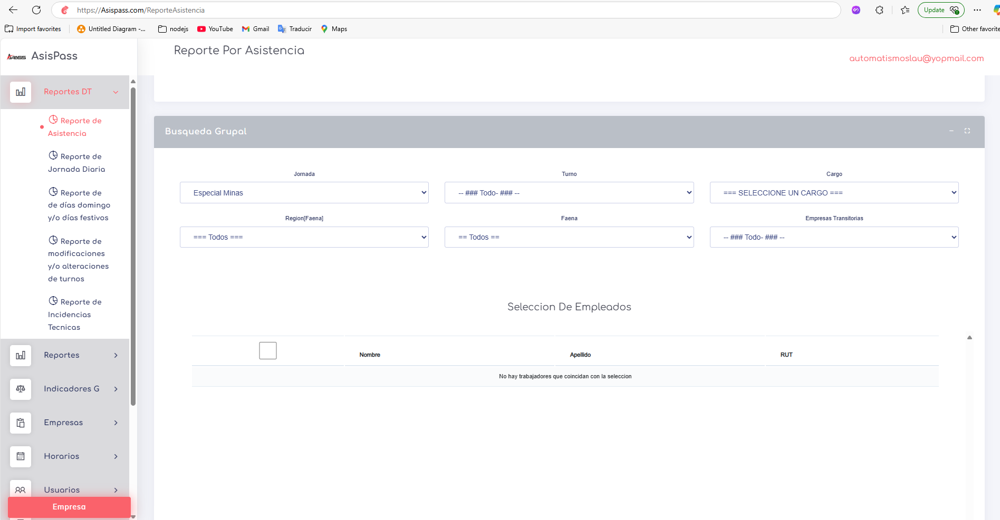 https://Asispass.com/ReporteAsistencia
Update
Import favorites
Untitled Diagram -...
nodejs
YouTube
Gmail
Traducir
Maps
Other favorite
AsisPass
Reporte Por Asistencia
automatismoslau@yopmail.com
Reportes DT
Reporte de
Asistencia
Reporte de
Jornada Diaria
Reporte de
de días domingo
y/o días festivos
Reporte de
modificaciones
y/o alteraciones
de turnos
Reporte de
Incidencias
Tecnicas
Reportes
Indicadores G
Empresas
Horarios
Usuarios
Empresa
Busqueda Grupal
Jornada
Turno
Cargo
Especial Minas
-- ### Todo- ### --
=== SELECCIONE UN CARGO ===
Region[Faena]
Faena
Empresas Transitorias
=== Todos ===
== Todos ==
-- ### Todo- ### --
Seleccion De Empleados
Nombre
Apellido
RUT
No hay trabajadores que coincidan con la seleccion